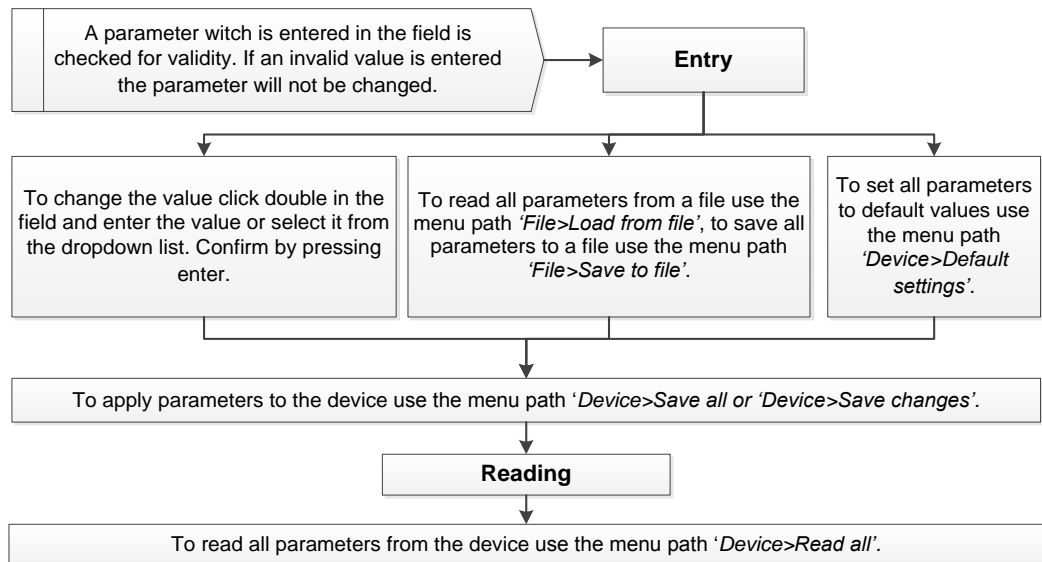 A parameter witch is entered in the field is
checked for validity. If an invalid value is entered
the parameter will not be changed.
Entry
To change the value click double in the
field and enter the value or select it from
the dropdown list. Confirm by pressing
enter.
To read all parameters from a file use the
menu path ‘File>Load from file’, to save all
parameters to a file use the menu path
‘File>Save to file’.
To set all parameters
to default values use
the menu path
‘Device>Default
settings’.
To apply parameters to the device use the menu path ‘Device>Save all or ‘Device>Save changes’.
Reading
To read all parameters from the device use the menu path ‘Device>Read all’.